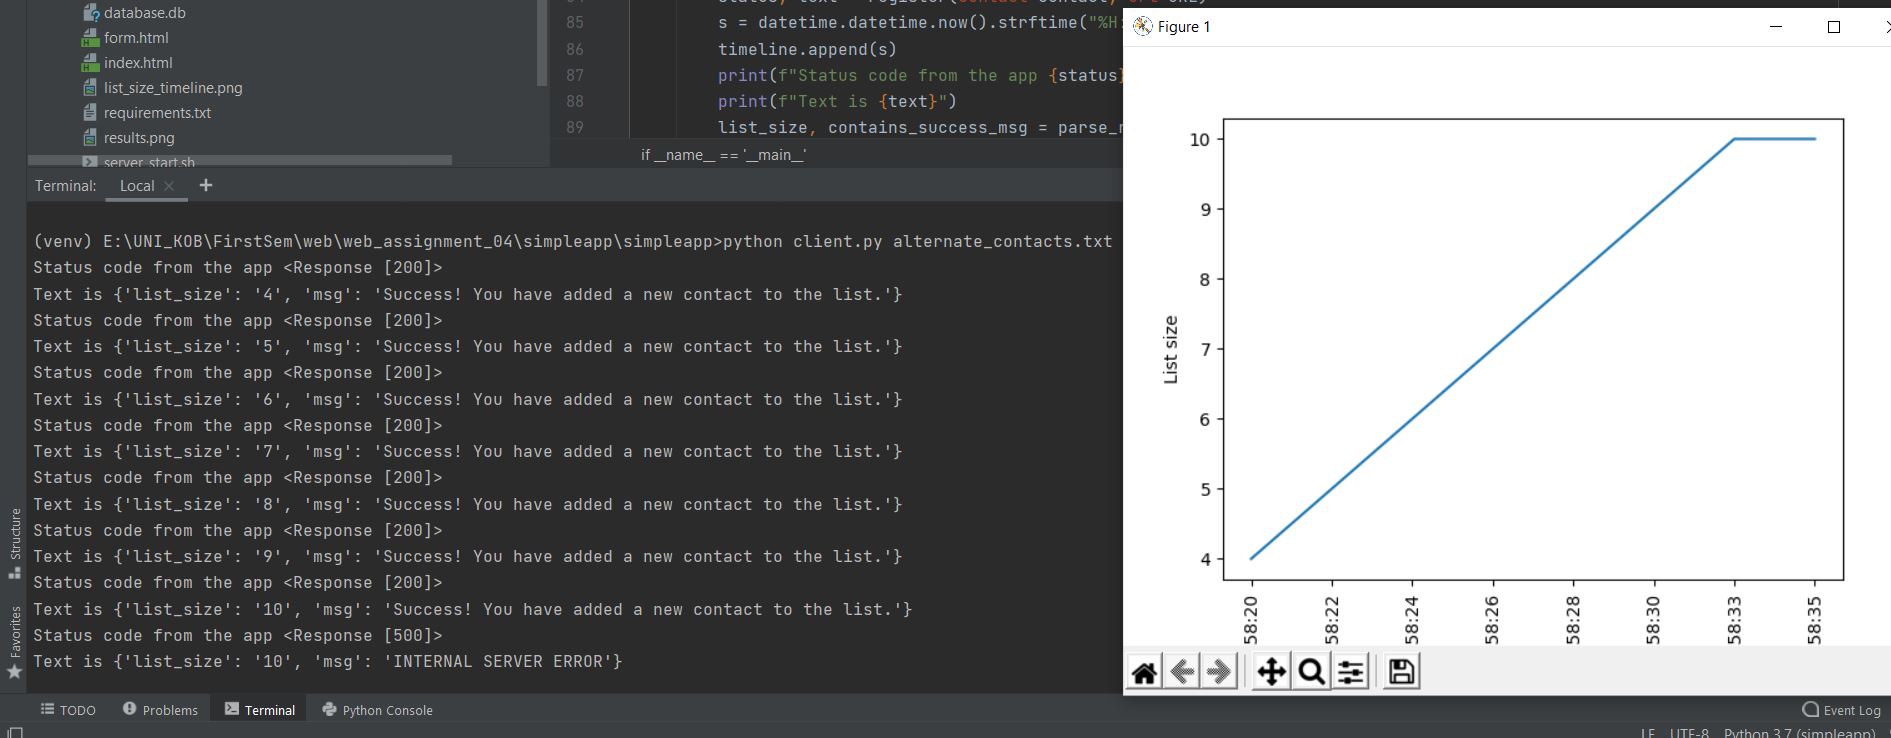 database.db
form.html
index.html
list_size_timeline.png
requirements.txt
results.png
server_start.sh
85 s = datetime.datetime.now().strftime("%H:
86 timeline.append(s)
87 print(f"Status code from the app {status}
88 print(f"Text is {text}")
89 list_size, contains_success_msg = parse_r
if __name__ == '__main__'
Terminal: Local × +
(venv) E:\UNI_KOB\FirstSem\web\web_assignment_04\simpleapp\simpleapp>python client.py alternate_contacts.txt
Status code from the app <Response [200]>
Text is {'list_size': '4', 'msg': 'Success! You have added a new contact to the list.'}
Status code from the app <Response [200]>
Text is {'list_size': '5', 'msg': 'Success! You have added a new contact to the list.'}
Status code from the app <Response [200]>
Text is {'list_size': '6', 'msg': 'Success! You have added a new contact to the list.'}
Status code from the app <Response [200]>
Text is {'list_size': '7', 'msg': 'Success! You have added a new contact to the list.'}
Status code from the app <Response [200]>
Text is {'list_size': '8', 'msg': 'Success! You have added a new contact to the list.'}
Status code from the app <Response [200]>
Text is {'list_size': '9', 'msg': 'Success! You have added a new contact to the list.'}
Status code from the app <Response [200]>
Text is {'list_size': '10', 'msg': 'Success! You have added a new contact to the list.'}
Status code from the app <Response [500]>
Text is {'list_size': '10', 'msg': 'INTERNAL SERVER ERROR'}
Structure
Favorites
TODO Problems Terminal Python Console
Event Log
UTF-8 Python 3.7 (simpleapp)
Figure 1
10
9
8
7
6
5
4
List size
58:20
58:22
58:24
58:26
58:28
58:30
58:33
58:35